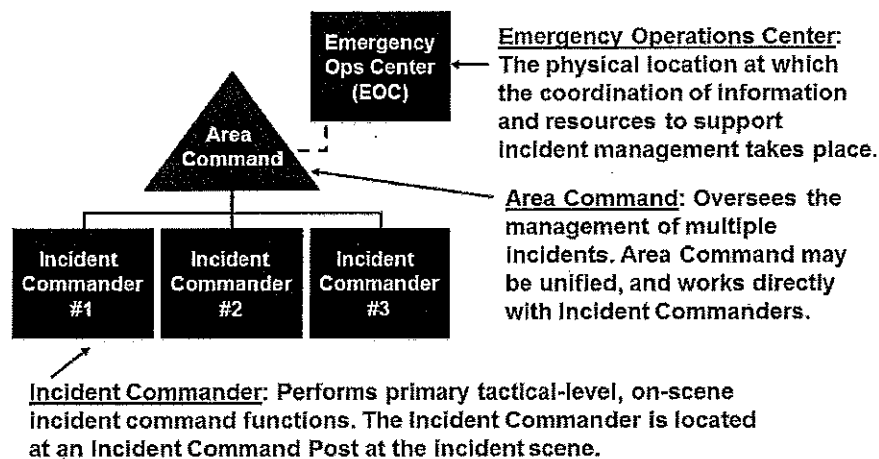 Emergency
Ops Center
(EOC)
Emergency Operations Center:
The physical location at which
the coordination of information
and resources to support
incident management takes place.
Area
Command
Area Command: Oversees the
management of multiple
incidents. Area Command may
be unified, and works directly
with Incident Commanders.
Incident
Commander
#1
Incident
Commander
#2
Incident
Commander
#3
Incident Commander: Performs primary tactical-level, on-scene
incident command functions. The Incident Commander is located
at an Incident Command Post at the incident scene.